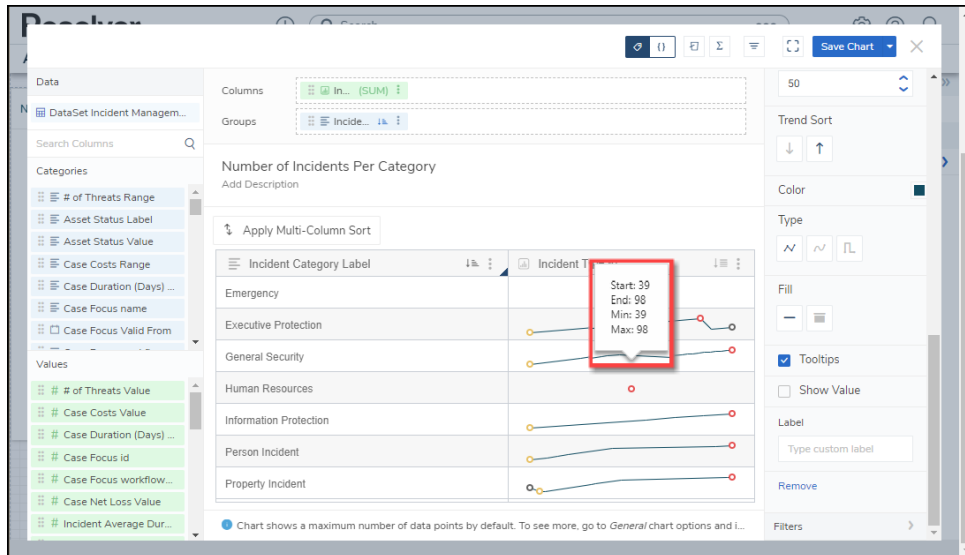 Resolver
Search
Save Chart
Data
DataSet Incident Managem...
Search Columns
Categories
# of Threats Range
Asset Status Label
Asset Status Value
Case Costs Range
Case Duration (Days) ...
Case Focus name
Case Focus Valid From
Values
# # of Threats Value
# Case Costs Value
# Case Duration (Days) ...
# Case Focus id
# Case Focus workflow...
# Case Net Loss Value
# Incident Average Dur...
Columns
In... (SUM)
Groups
Incide...
Number of Incidents Per Category
Add Description
Apply Multi-Column Sort
Incident Category Label
Incident T
Emergency
Executive Protection
General Security
Human Resources
Information Protection
Person Incident
Property Incident
Start: 39
End: 98
Min: 39
Max: 98
Chart shows a maximum number of data points by default. To see more, go to General chart options and i...
50
Trend Sort
Color
Type
Fill
Tooltips
Show Value
Label
Type custom label
Remove
Filters